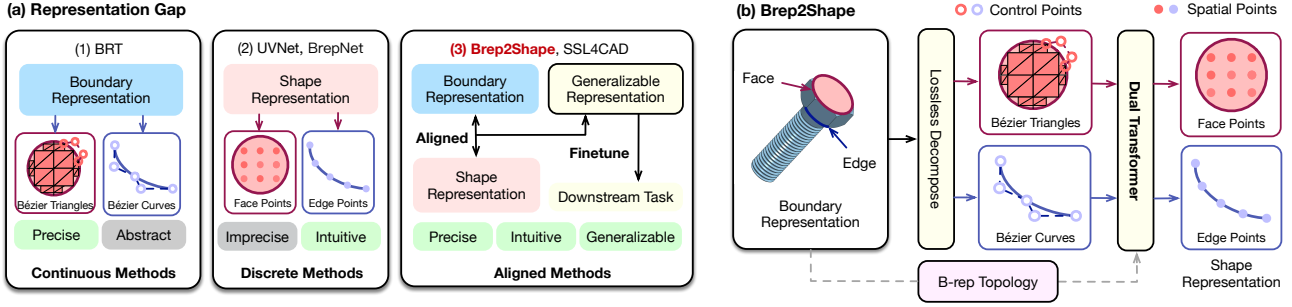 (a) Representation Gap
(1) BRT
Boundary
Representation
Bézier Triangles
Bézier Curves
Precise
Abstract
Continuous Methods
(2) UVNet, BrepNet
Shape
Representation
Face Points
Edge Points
Imprecise
Intuitive
Discrete Methods
(3) Brep2Shape, SSL4CAD
Boundary
Representation
Generalizable
Representation
Aligned
Finetune
Shape
Representation
Downstream Task
Precise
Intuitive
Generalizable
Aligned Methods
(b) Brep2Shape
Control Points
Spatial Points
Face
Edge
Boundary
Representation
Lossless Decompose
Bézier Triangles
Bézier Curves
Dual Transformer
Face Points
Edge Points
B-rep Topology
Shape
Representation